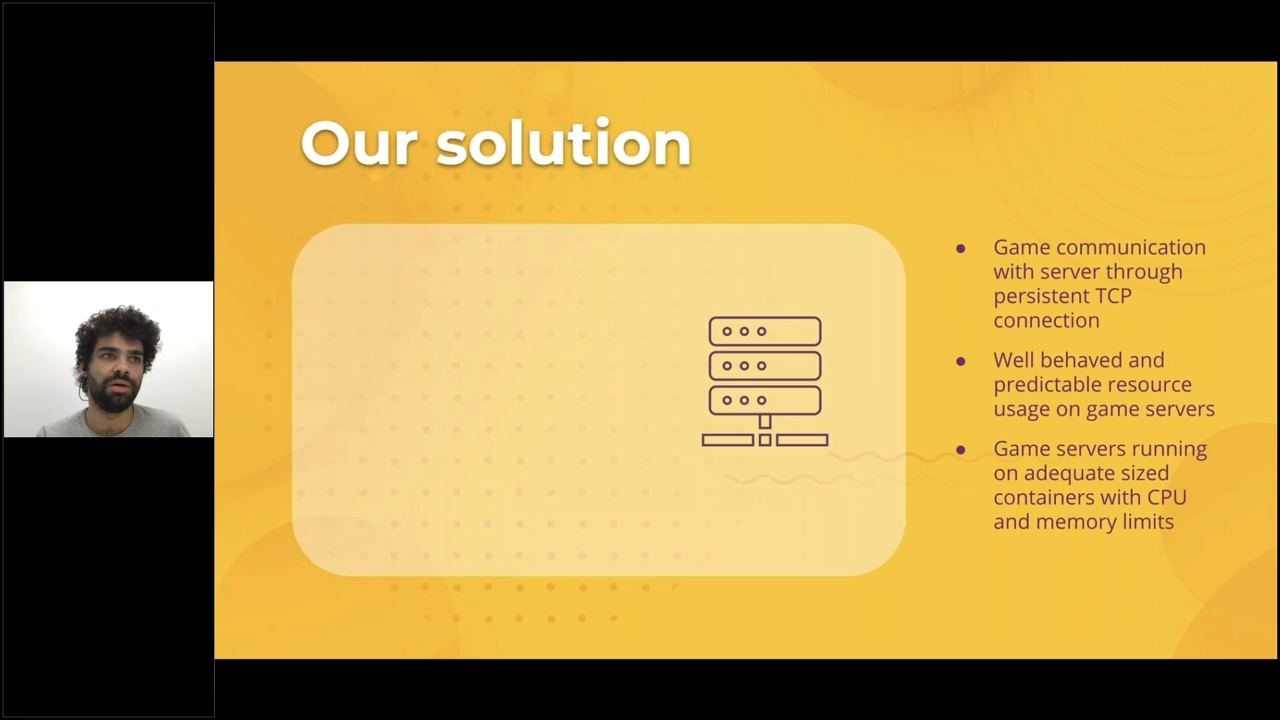 Our solution
● Game communication
with server through
persistent TCP
connection
● Well behaved and
predictable resource
usage on game servers
● Game servers running
on adequate sized
containers with CPU
and memory limits